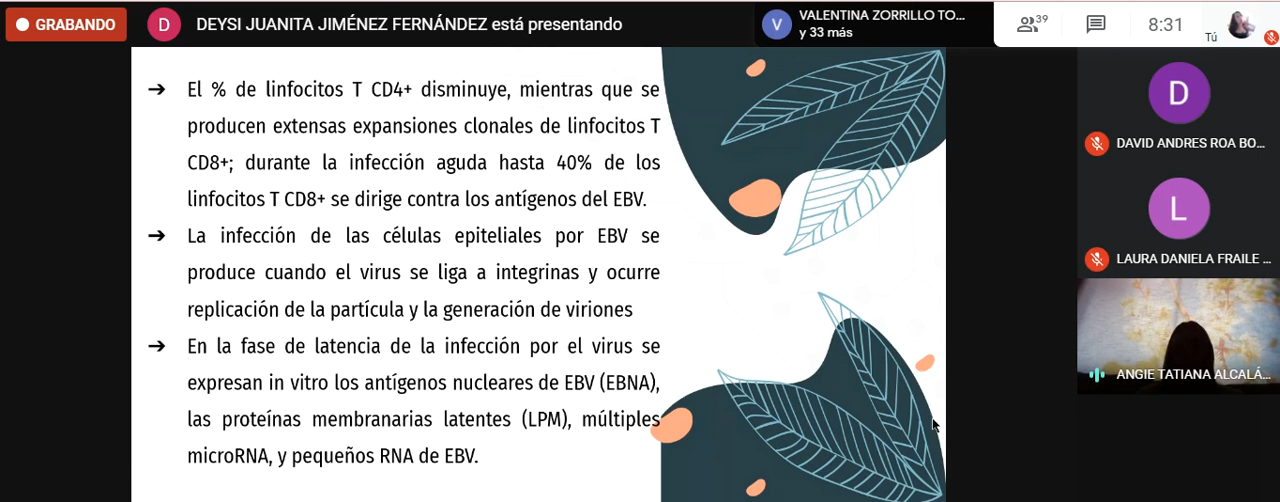 GRABANDO
D
DEYSI JUANITA JIMÉNEZ FERNÁNDEZ está presentando
V
VALENTINA ZORRILLO TO...
y 33 más
39
8:31
Tú
➔ El % de linfocitos T CD4+ disminuye, mientras que se
producen extensas expansiones clonales de linfocitos T
CD8+; durante la infección aguda hasta 40% de los
linfocitos T CD8+ se dirige contra los antígenos del EBV.
➔ La infección de las células epiteliales por EBV se
produce cuando el virus se liga a integrinas y ocurre
replicación de la partícula y la generación de viriones
➔ En la fase de latencia de la infección por el virus se
expresan in vitro los antígenos nucleares de EBV (EBNA),
las proteínas membranarias latentes (LPM), múltiples
microRNA, y pequeños RNA de EBV.
D
DAVID ANDRES ROA BO...
L
LAURA DANIELA FRAILE ...
ANGIE TATIANA ALCALÁ...